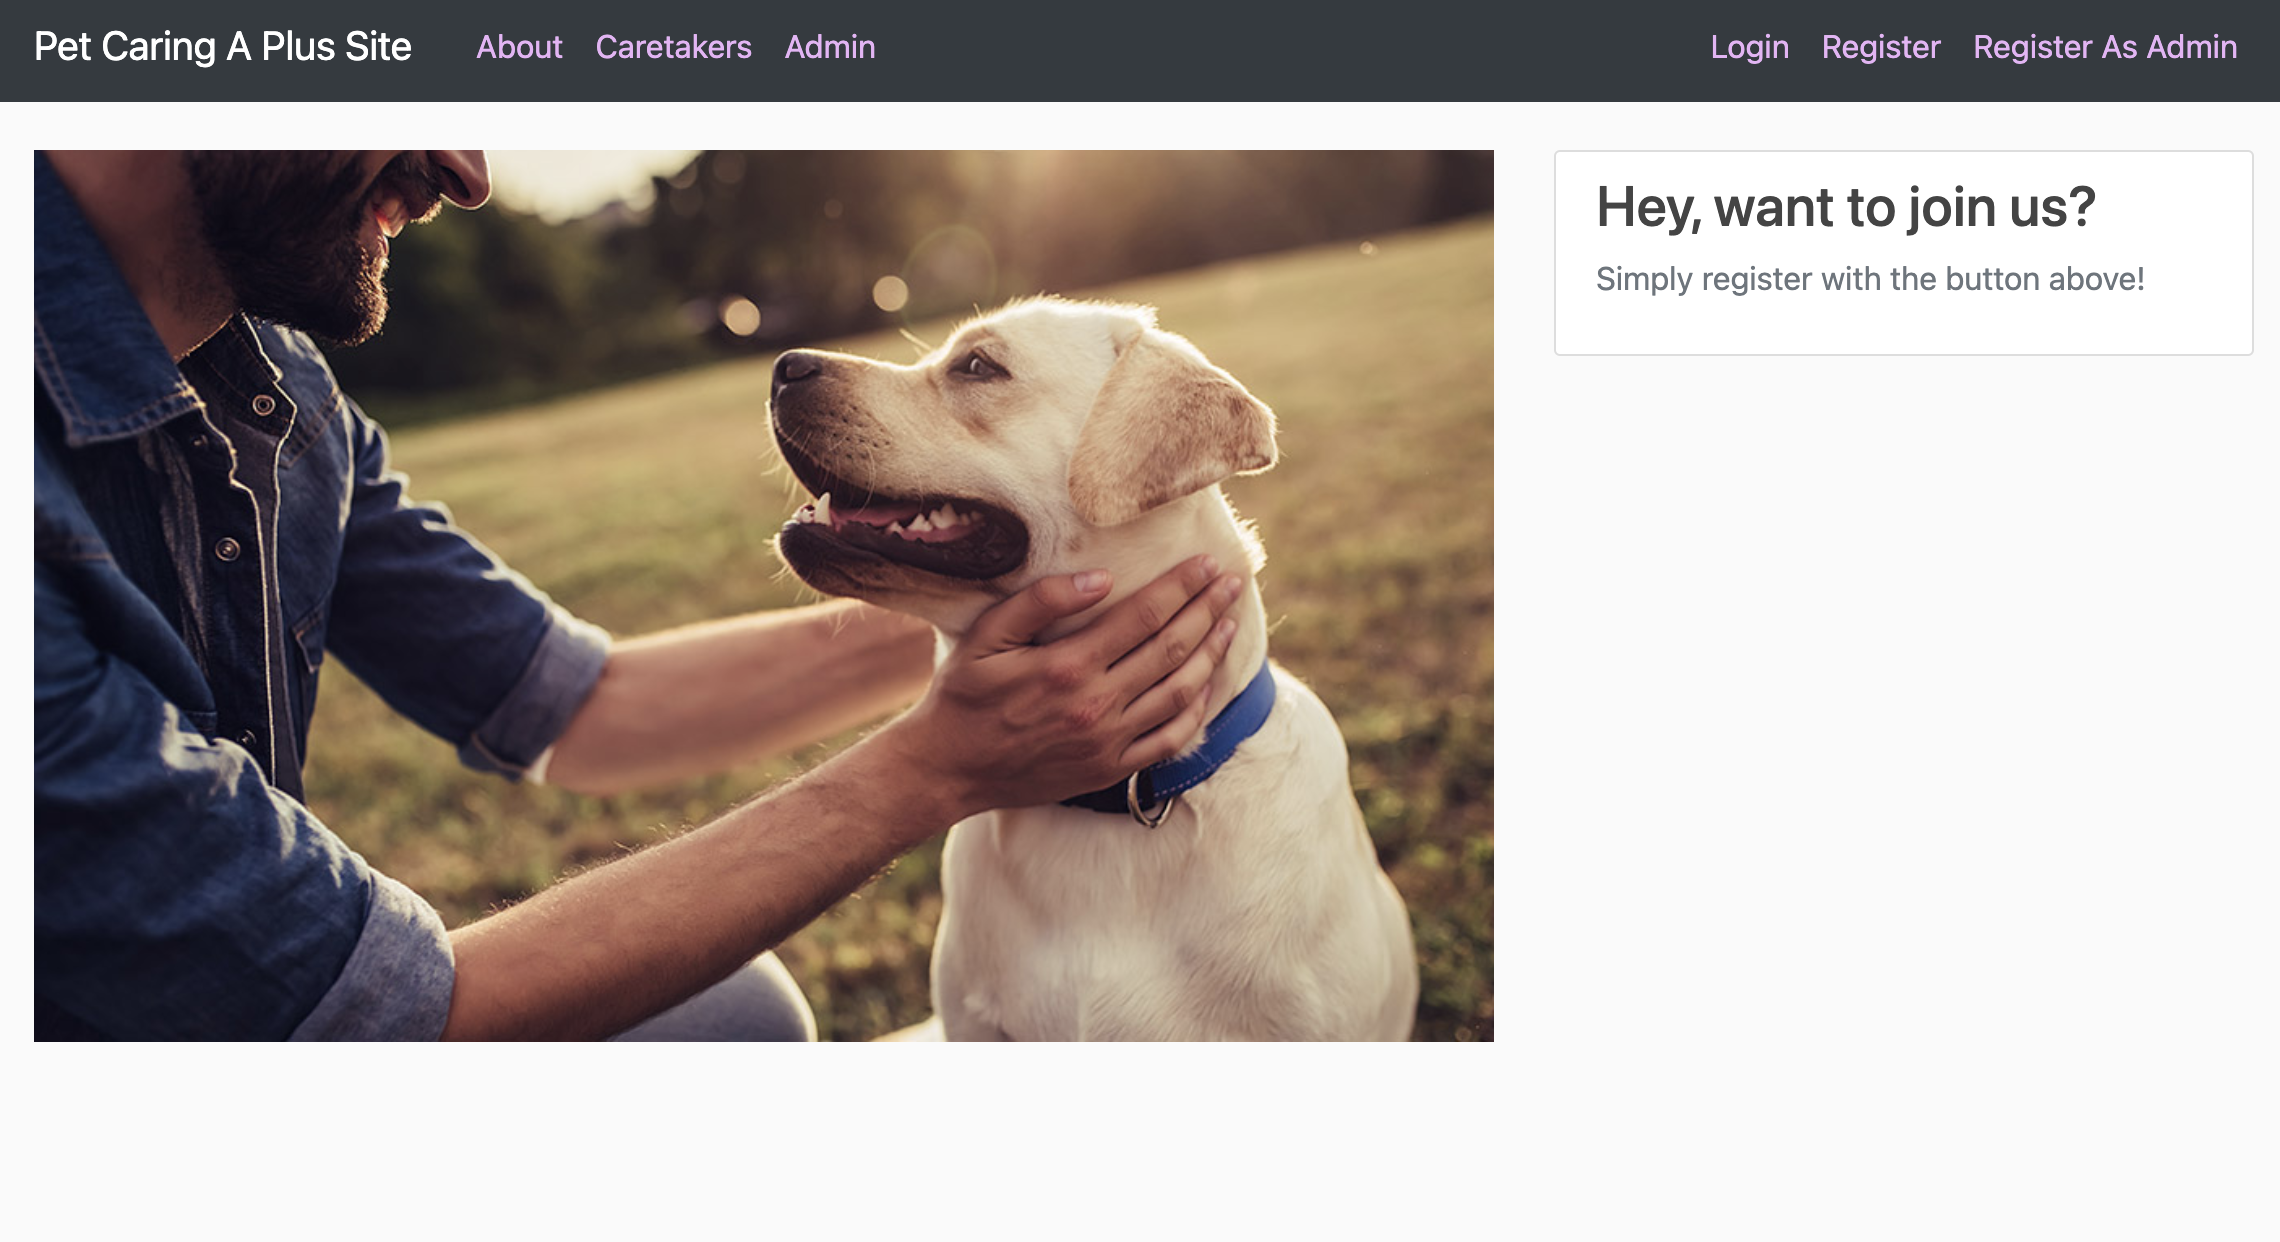 Pet Caring A Plus Site About Caretakers Admin Login Register Register As Admin
Hey, want to join us?
Simply register with the button above!